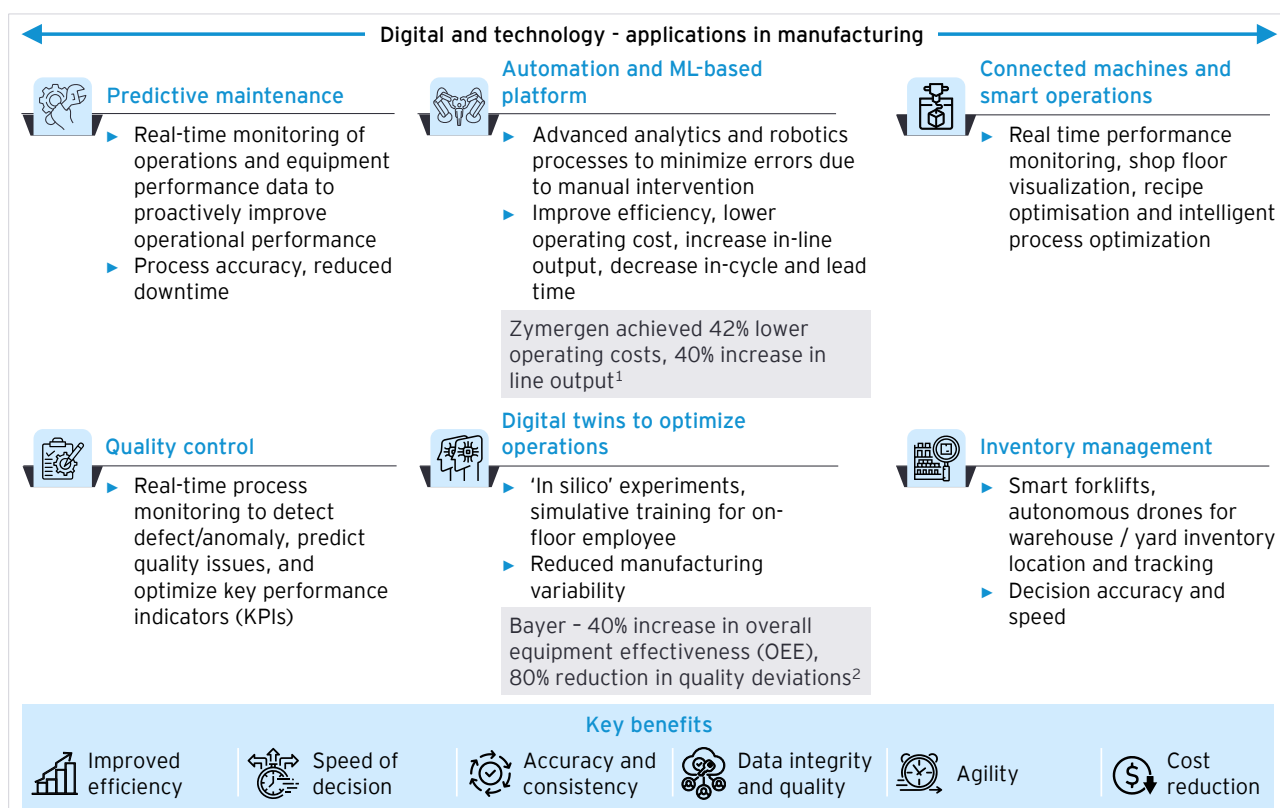 Digital and technology - applications in manufacturing
Predictive maintenance
► Real-time monitoring of
operations and equipment
performance data to
proactively improve
operational performance
► Process accuracy, reduced
downtime
Automation and ML-based
platform
► Advanced analytics and robotics
processes to minimize errors due
to manual intervention
► Improve efficiency, lower
operating cost, increase in-line
output, decrease in-cycle and lead
time
Zymergen achieved 42% lower
operating costs, 40% increase in
line output¹
Connected machines and
smart operations
► Real time performance
monitoring, shop floor
visualization, recipe
optimisation and intelligent
process optimization
Quality control
► Real-time process
monitoring to detect
defect/anomaly, predict
quality issues, and
optimize key performance
indicators (KPIs)
Digital twins to optimize
operations
► ‘In silico’ experiments,
simulative training for on-
floor employee
► Reduced manufacturing
variability
Bayer – 40% increase in overall
equipment effectiveness (OEE),
80% reduction in quality deviations²
Inventory management
► Smart forklifts,
autonomous drones for
warehouse / yard inventory
location and tracking
► Decision accuracy and
speed
Key benefits
Improved
efficiency
Speed of
decision
Accuracy and
consistency
Data integrity
and quality
Agility
Cost
reduction